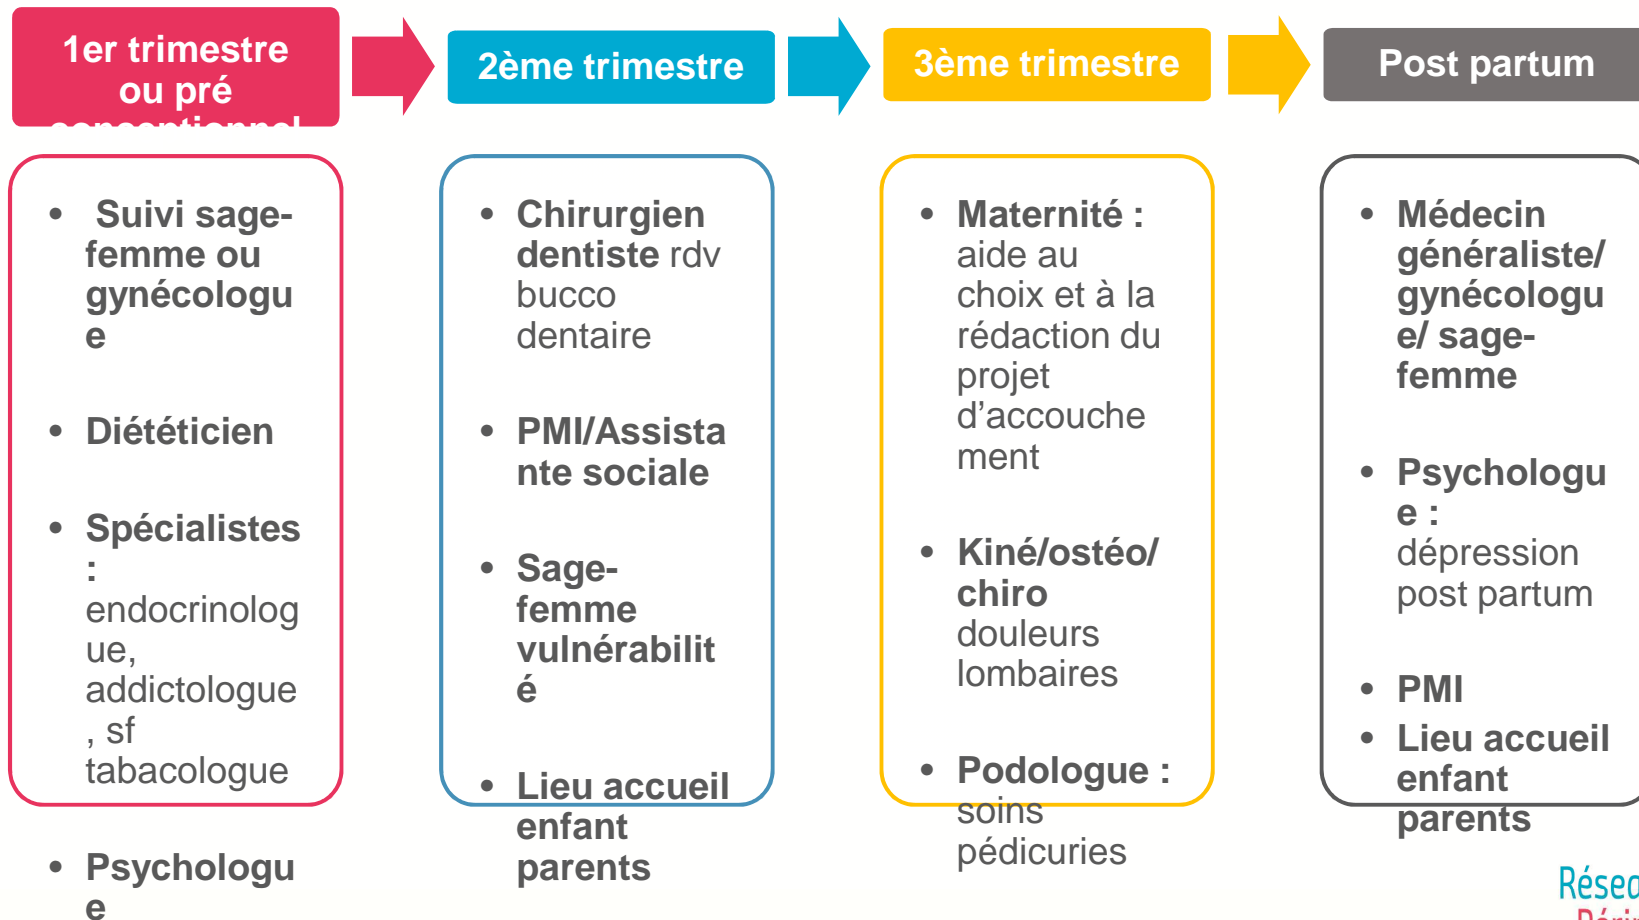 1er trimestre
ou pré
conceptionnel
2ème trimestre
3ème trimestre
Post partum
• Suivi sage-
femme ou
gynécologu
e
• Diététicien
• Spécialistes
:
endocrinolog
ue,
addictologue
, sf
tabacologue
• Psychologu
e
• Chirurgien
dentiste rdv
bucco
dentaire
• PMI/Assista
nte sociale
• Sage-
femme
vulnérabilit
é
• Lieu accueil
enfant
parents
• Maternité :
aide au
choix et à la
rédaction du
projet
d’accouche
ment
• Kiné/ostéo/
chiro
douleurs
lombaires
• Podologue :
soins
pédicuries
• Médecin
généraliste/
gynécologu
e/ sage-
femme
• Psychologu
e :
dépression
post partum
• PMI
• Lieu accueil
enfant
parents